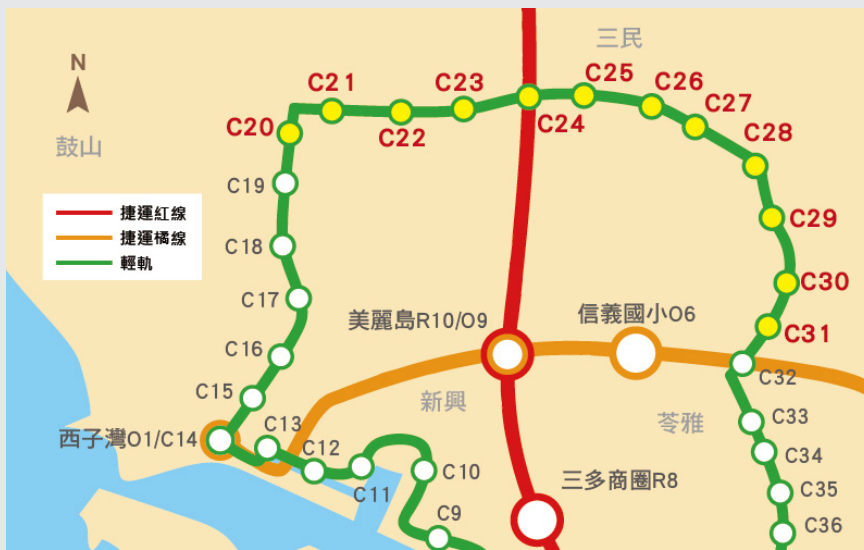 三民
N
C21
C23
C25
C26
C27
C20
C22
C24
C28
鼓山
C19
捷運紅線
捷運橘線
輕軌
C29
C18
C30
C17
美麗島R10/O9
信義國小O6
C31
C16
C32
C15
新興
苓雅
C33
西子灣O1/C14
C13
C12
C34
C11
C10
三多商圈R8
C35
C9
C36